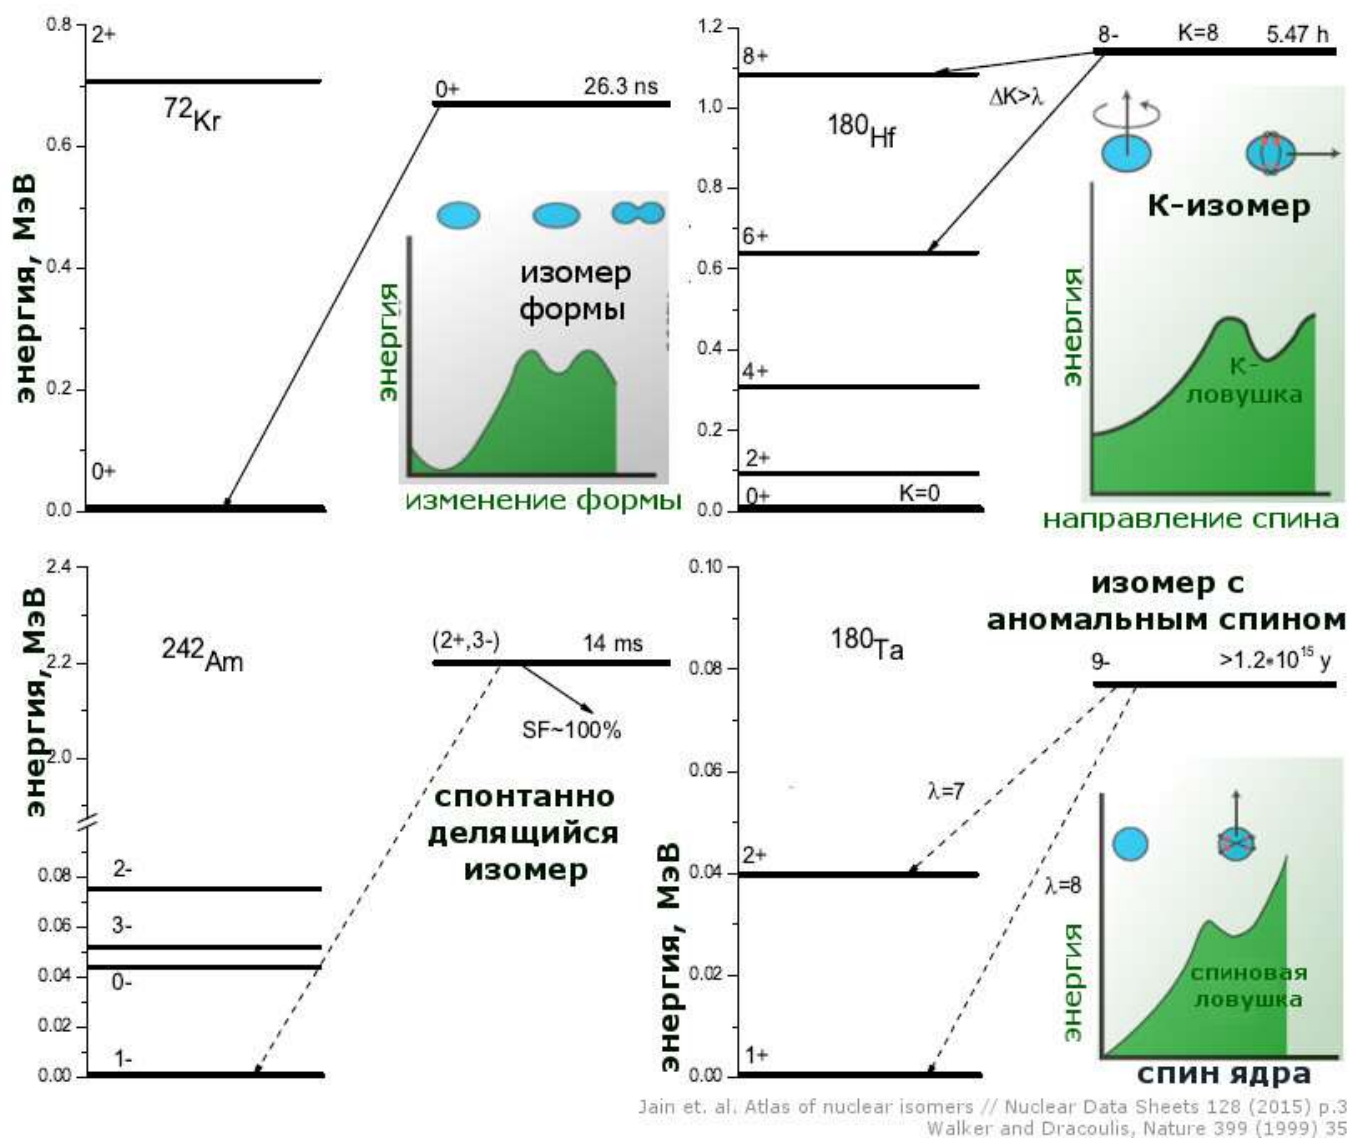 0.8
0.6
0.4
0.2
0.0
энергия, МэВ
2+
72Kr
0+
26.3 ns
0+
изомер
формы
энергия
изменение формы
1.2
1.0
0.8
0.6
0.4
0.2
0.0
8+
180Hf
6+
4+
2+
0+
K=0
8-
K=8
5.47 h
ΔK>λ
К-изомер
энергия
К-
ловушка
направление спина
2.4
2.2
2.0
0.08
0.06
0.04
0.02
0.00
энергия, МэВ
242Am
(2+,3-)
14 ms
SF~100%
спонтанно
делящийся
изомер
2-
3-
0-
1-
0.10
0.08
0.06
0.04
0.02
0.00
энергия, МэВ
изомер с
аномальным спином
180Ta
9-
>1.2*10^15 y
λ=7
2+
λ=8
1+
энергия
спиновая
ловушка
спин ядра
Jain et. al. Atlas of nuclear isomers // Nuclear Data Sheets 128 (2015) p.3
Walker and Dracoulis, Nature 399 (1999) 35